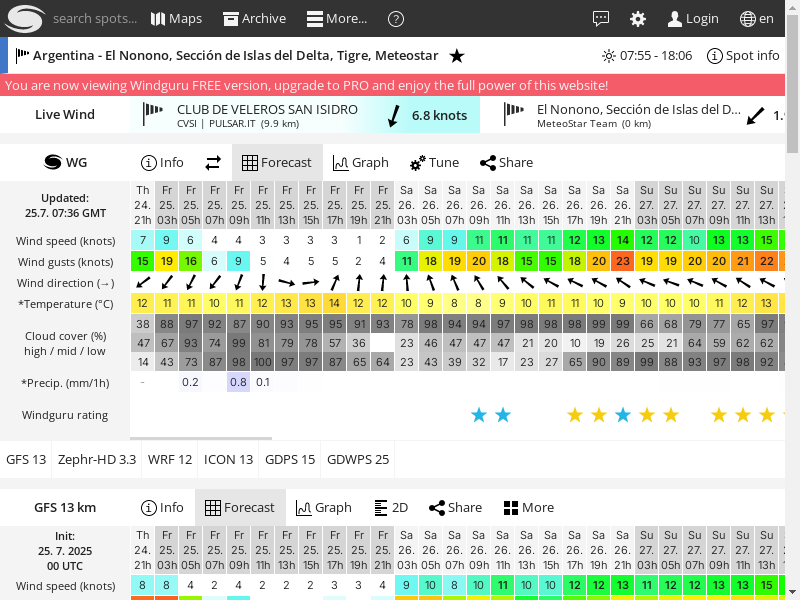 search spots... Maps Archive More... ? Login en
Argentina - El Nonono, Sección de Islas del Delta, Tigre, Meteostar 07:55 - 18:06 Spot info
You are now viewing Windguru FREE version, upgrade to PRO and enjoy the full power of this website!
Live Wind
CLUB DE VELEROS SAN ISIDRO
CVSI | PULSAR.IT (9.9 km)
6.8 knots
El Nonono, Sección de Islas del D...
MeteoStar Team (0 km)
1.9
WG Info Forecast Graph Tune Share
Updated:
25.7. 07:36 GMT
Th Fr Fr Fr Fr Fr Fr Fr Fr Fr Fr Sa Sa Sa Sa Sa Sa Sa Sa Sa Sa Su Su Su Su Su Su
24. 25. 25. 25. 25. 25. 25. 25. 25. 25. 25. 26. 26. 26. 26. 26. 26. 26. 26. 26. 26. 27. 27. 27. 27. 27. 27.
21h 03h 05h 07h 09h 11h 13h 15h 17h 19h 21h 03h 05h 07h 09h 11h 13h 15h 17h 19h 21h 03h 05h 07h 09h 11h 13h
Wind speed (knots) 7 9 6 4 4 3 3 3 3 1 2 6 9 9 11 11 11 11 12 13 14 12 12 10 13 13 15
Wind gusts (knots) 15 19 16 6 9 5 4 5 5 2 4 11 18 19 20 18 15 15 18 20 23 19 19 20 20 21 22
Wind direction (→)
*Temperature (°C) 12 11 11 10 11 12 13 13 14 12 12 10 9 8 8 9 10 11 11 10 9 10 10 10 11 12 13
Cloud cover (%)
high / mid / low
38 88 97 92 87 90 93 95 95 91 93 78 98 94 94 97 98 98 98 99 99 66 68 79 77 65 97
47 67 93 74 99 81 79 78 57 36 23 46 47 47 47 21 20 10 19 26 25 21 64 59 62 62
14 43 73 87 98 100 97 97 87 65 64 23 43 39 32 17 23 27 65 90 89 99 88 93 97 98 92
*Precip. (mm/1h) - 0.2 0.8 0.1
Windguru rating
GFS 13 Zephr-HD 3.3 WRF 12 ICON 13 GDPS 15 GDWPS 25
GFS 13 km Info Forecast Graph 2D Share More
Init:
25. 7. 2025
00 UTC
Th Fr Fr Fr Fr Fr Fr Fr Fr Fr Fr Sa Sa Sa Sa Sa Sa Sa Sa Sa Sa Su Su Su Su Su Su
24. 25. 25. 25. 25. 25. 25. 25. 25. 25. 25. 26. 26. 26. 26. 26. 26. 26. 26. 26. 26. 27. 27. 27. 27. 27. 27.
21h 03h 05h 07h 09h 11h 13h 15h 17h 19h 21h 03h 05h 07h 09h 11h 13h 15h 17h 19h 21h 03h 05h 07h 09h 11h 13h
Wind speed (knots) 8 8 4 2 4 2 2 2 3 3 4 9 10 8 10 11 10 10 12 12 13 11 12 12 13 13 15